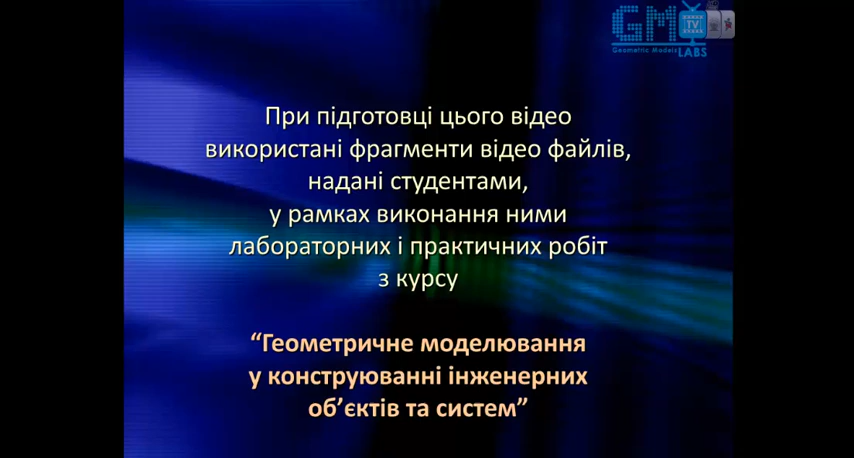 GM
TV
Geometric Models
LABS
При підготовці цього відео
використані фрагменти відео файлів,
надані студентами,
у рамках виконання ними
лабораторних і практичних робіт
з курсу
“Геометричне моделювання
у конструюванні інженерних
об’єктів та систем”